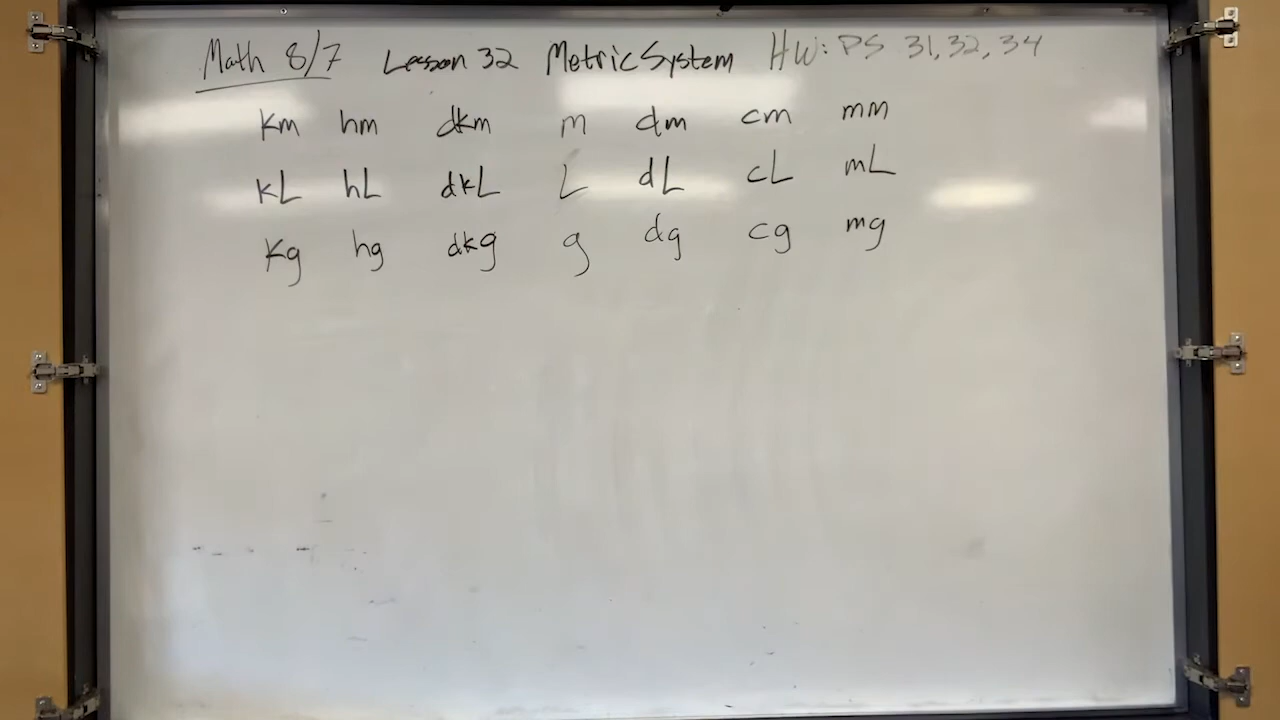 Math 8/7 Lesson 32 Metric System HW: PS 31, 32, 34
km hm dkm m dm cm mm
kL hL dkL L dL cL mL
kg hg dkg g dg cg mg